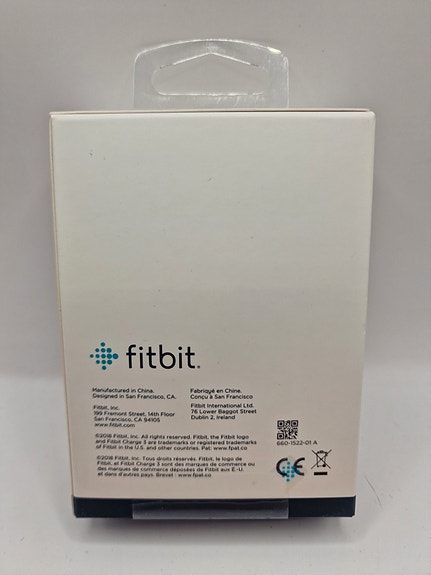 fitbit.
Manufactured in China.
Designed in San Francisco, CA.
Fitbit, Inc.
199 Fremont Street, 14th Floor
San Francisco, CA 94105
www.fitbit.com
Fabriqué en Chine.
Conçu à San Francisco
Fitbit International Ltd.
76 Lower Baggot Street
Dublin 2, Ireland
©2018 Fitbit, Inc. All rights reserved. Fitbit, the Fitbit logo
and Fitbit Charge 3 are trademarks or registered trademarks
of Fitbit in the U.S. and other countries. Pat: www.fpat.co
©2018 Fitbit, Inc. Tous droits réservés. Fitbit, le logo de
Fitbit, et Fitbit Charge 3 sont des marques de commerce ou
des marques de commerce déposées de Fitbit aux É.-U.
et dans d'autres pays. Brevet : www.fpat.co
660-1522-01 A
CE